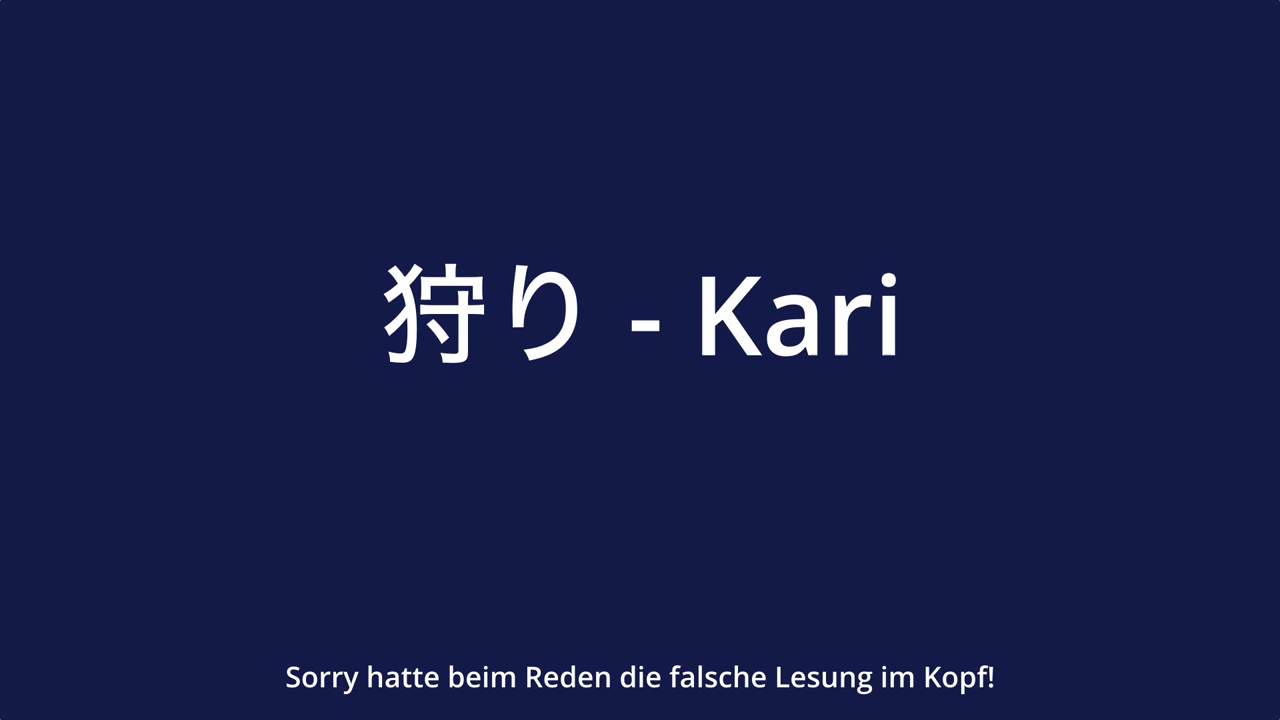 狩り - Kari
Sorry hatte beim Reden die falsche Lesung im Kopf!